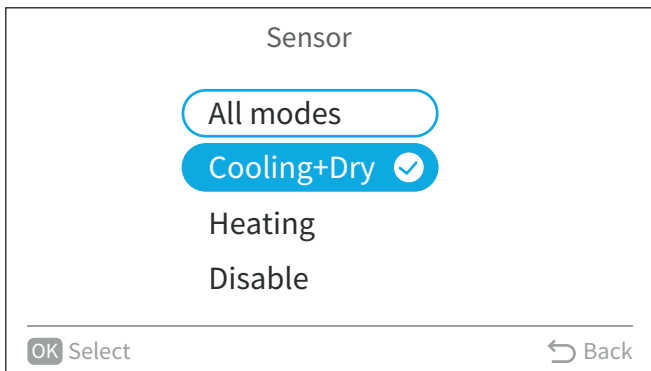 Sensor
All modes
Cooling+Dry
Heating
Disable
OK Select Back